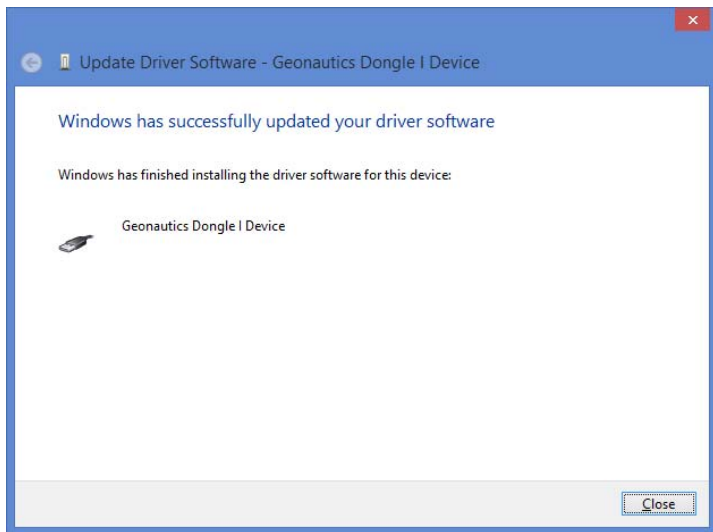 Update Driver Software - Geonautics Dongle I Device
Windows has successfully updated your driver software
Windows has finished installing the driver software for this device:
Geonautics Dongle I Device
Close